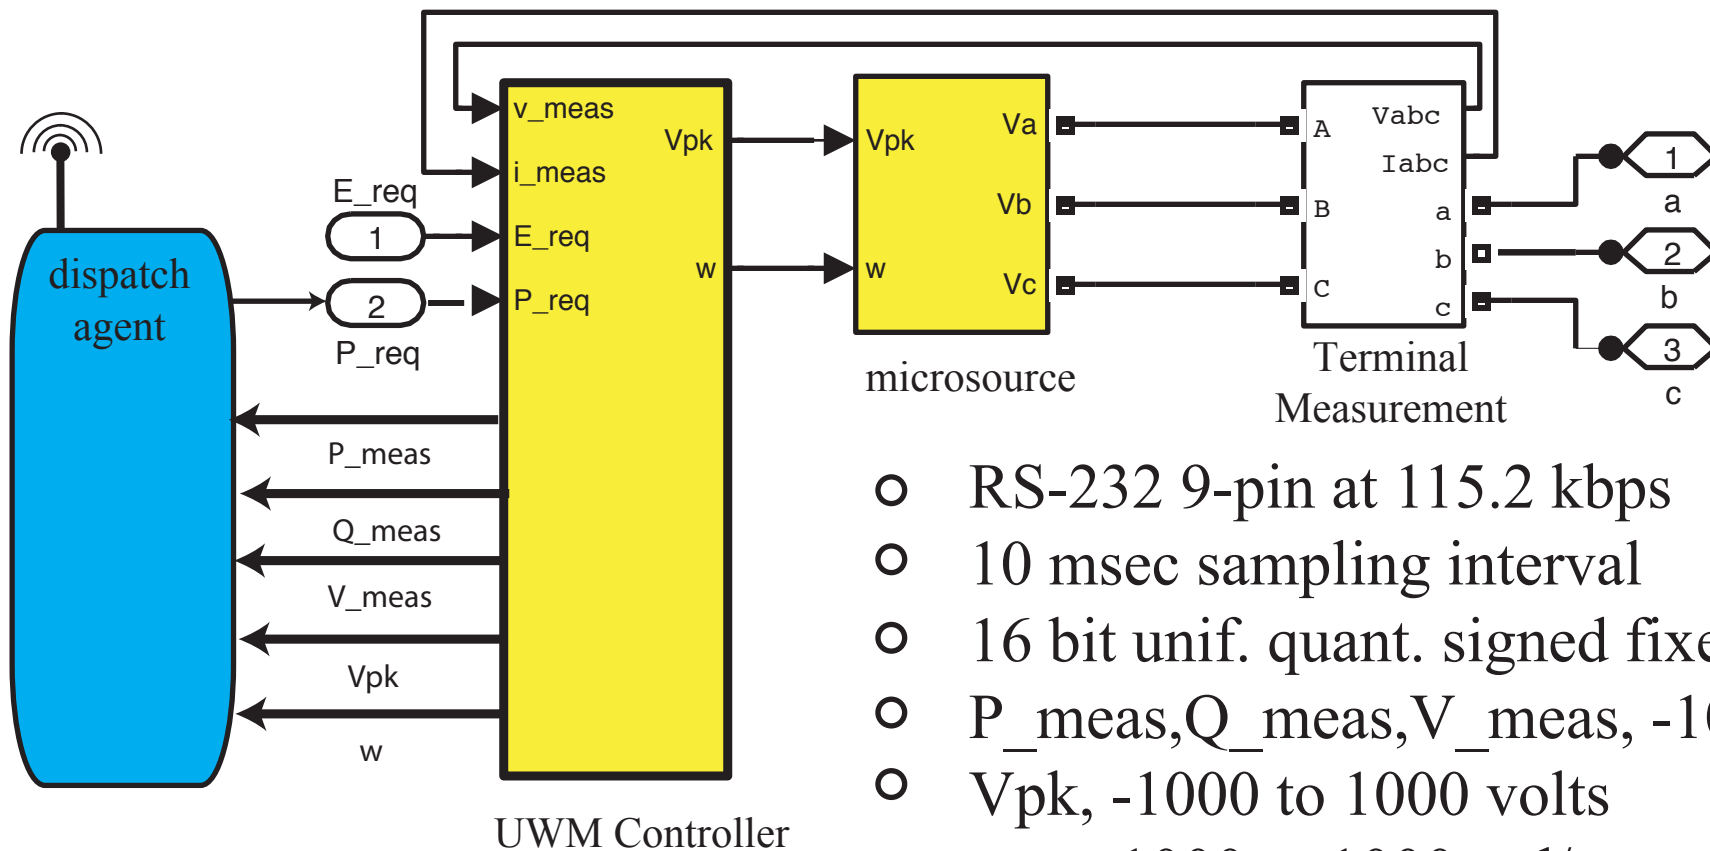 v_meas
i_meas
E_req
P_req
Vpk
w
E_req
1
2
P_req
dispatch
agent
P_meas
Q_meas
V_meas
Vpk
w
UWM Controller
Vpk
w
Va
Vb
Vc
microsource
A
B
C
Vabc
Iabc
a
b
c
Terminal
Measurement
1
a
2
b
3
c
RS-232 9-pin at 115.2 kbps
10 msec sampling interval
16 bit unif. quant. signed
P_meas,Q_meas,V_meas,
Vpk, -1000 to 1000 volts